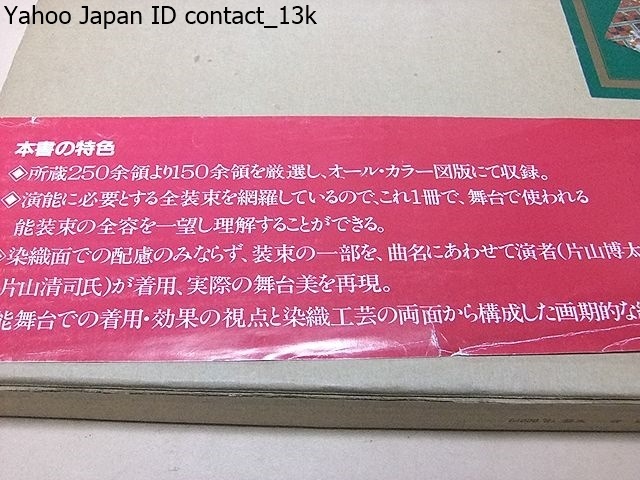 Yahoo Japan ID contact_13k
本書の特色
◈所蔵250余領より150余領を厳選し、オール・カラー図版にて収録。
◈演能に必要とする全装束を網羅しているので、これ1冊で、舞台で使われる
能装束の全容を一望し理解することができる。
◈染織面での配慮のみならず、装束の一部を、曲名にあわせて演者(片山博太
片山清司氏)が着用、実際の舞台美を再現。
能舞台での着用・効果の視点と染織工芸の両面から構成した画期的な